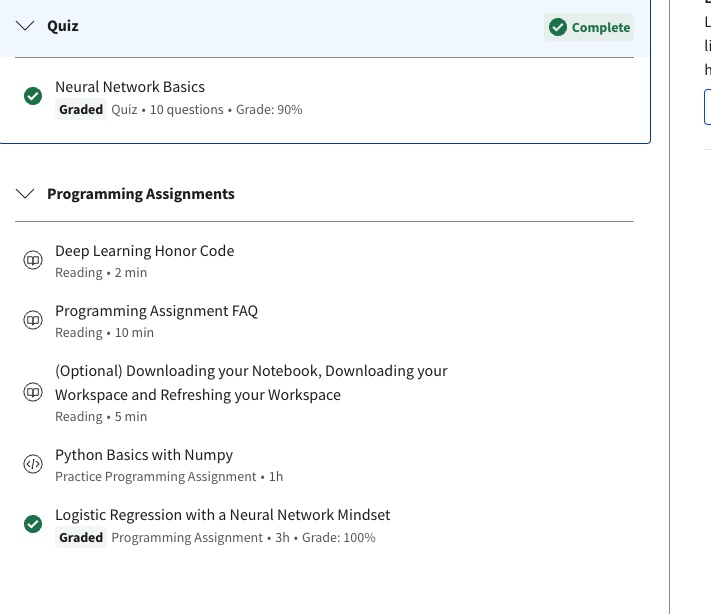 Quiz
Complete
Neural Network Basics
Graded Quiz • 10 questions • Grade: 90%
Programming Assignments
Deep Learning Honor Code
Reading • 2 min
Programming Assignment FAQ
Reading • 10 min
(Optional) Downloading your Notebook, Downloading your
Workspace and Refreshing your Workspace
Reading • 5 min
Python Basics with Numpy
Practice Programming Assignment • 1h
Logistic Regression with a Neural Network Mindset
Graded Programming Assignment • 3h • Grade: 100%